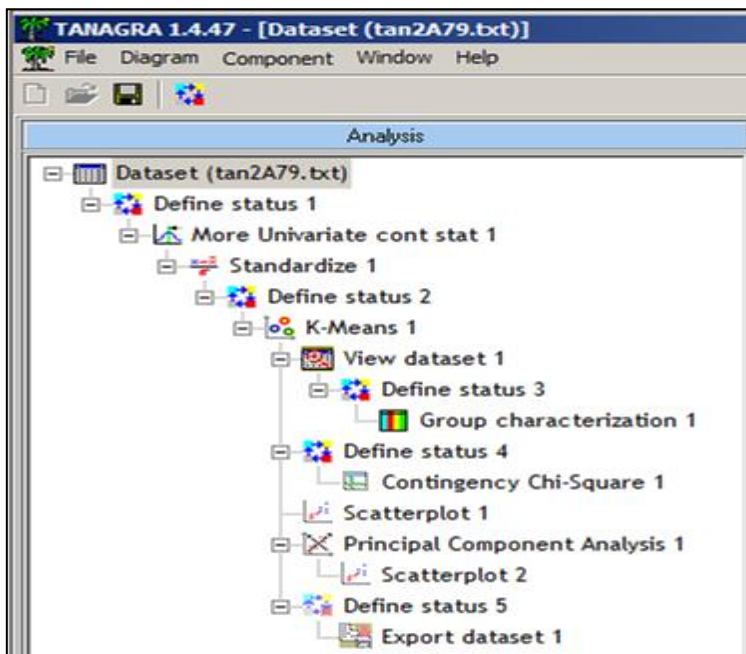 TANAGRA 1.4.47 - [Dataset (tan2A79.txt)]
File Diagram Component Window Help
Analysis
Dataset (tan2A79.txt)
Define status 1
More Univariate cont stat 1
Standardize 1
Define status 2
K-Means 1
View dataset 1
Define status 3
Group characterization 1
Define status 4
Contingency Chi-Square 1
Scatterplot 1
Principal Component Analysis 1
Scatterplot 2
Define status 5
Export dataset 1